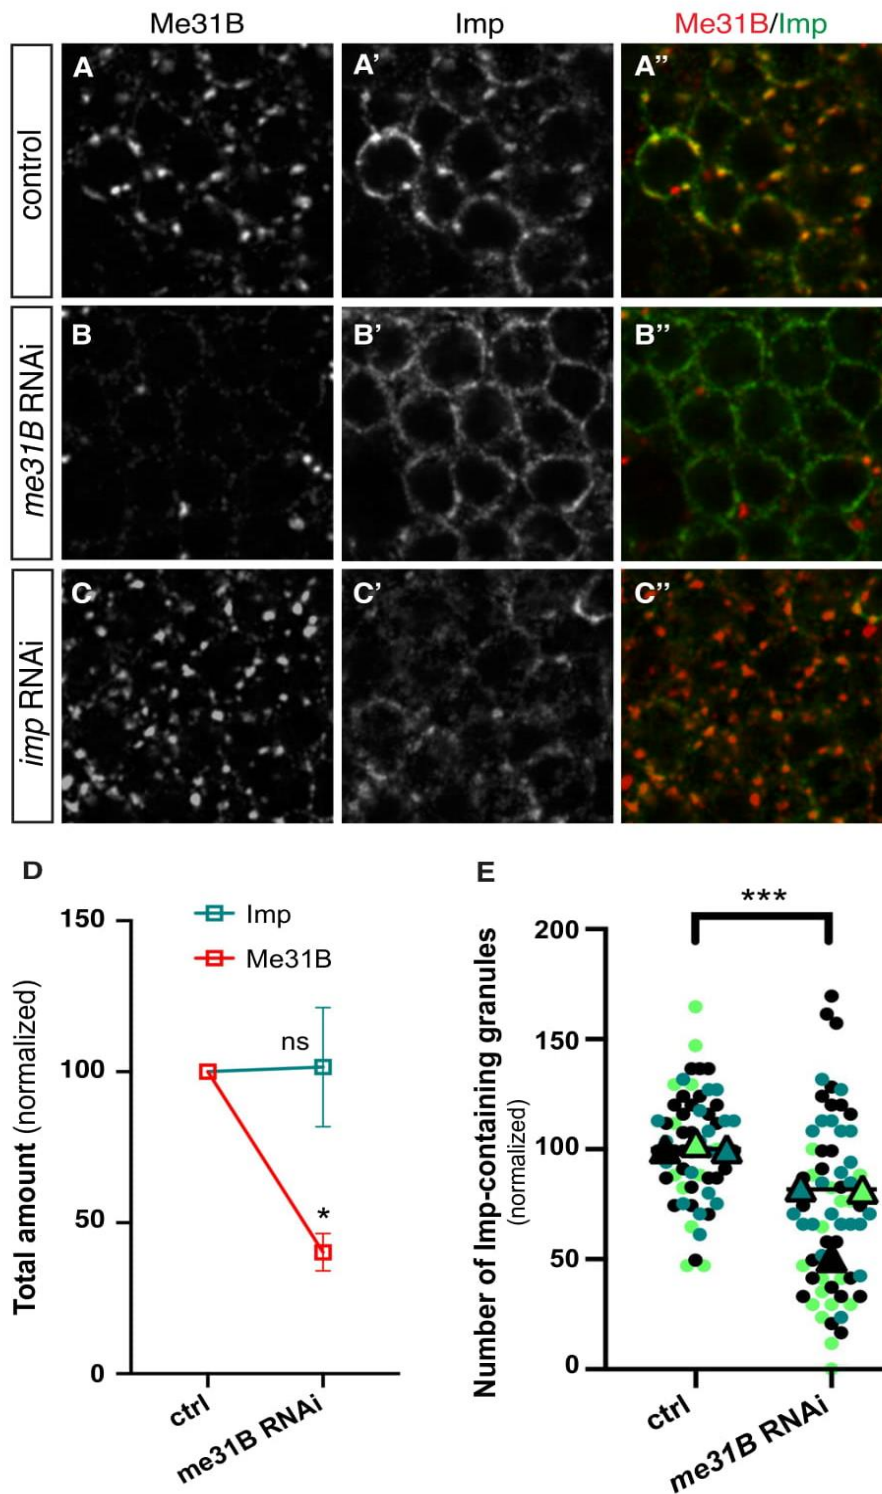 Me31B Imp Me31B/Imp
control
A A' A"
me31B RNAi
B B' B"
imp RNAi
C C' C"
D
Total amount (normalized)
150
100
50
0
Imp
Me31B
ns
*
ctrl
me31B RNAi
E
Number of Imp-containing granules
(normalized)
200
150
100
50
0
***
ctrl
me31B RNAi